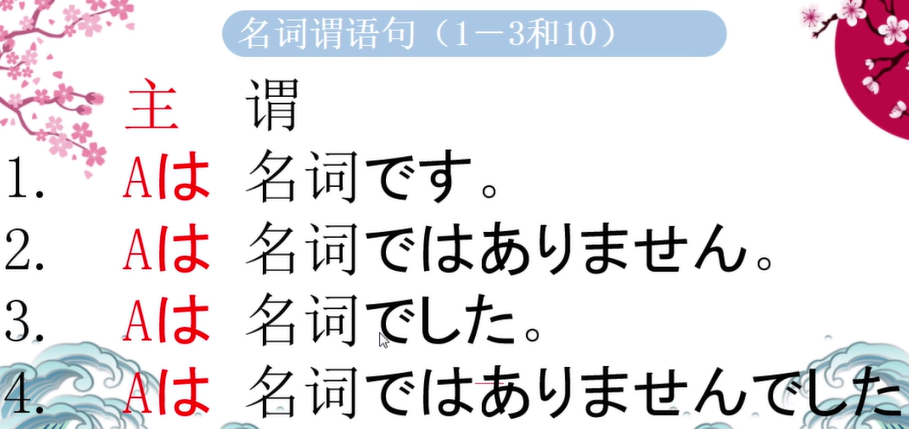 名词谓语句（1－3和10）
主 谓
1. Aは 名词です。
2. Aは 名词ではありません。
3. Aは 名词でした。
4. Aは 名词ではありませんでした